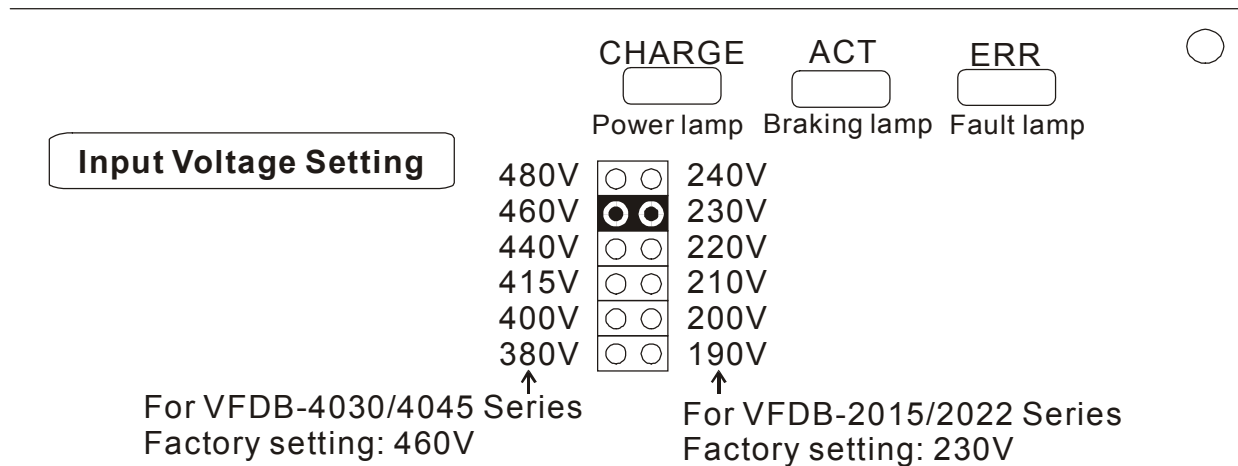 CHARGE ACT ERR
Power lamp Braking lamp Fault lamp
Input Voltage Setting
480V 240V
460V 230V
440V 220V
415V 210V
400V 200V
380V 190V
For VFDB-4030/4045 Series
Factory setting: 460V
For VFDB-2015/2022 Series
Factory setting: 230V